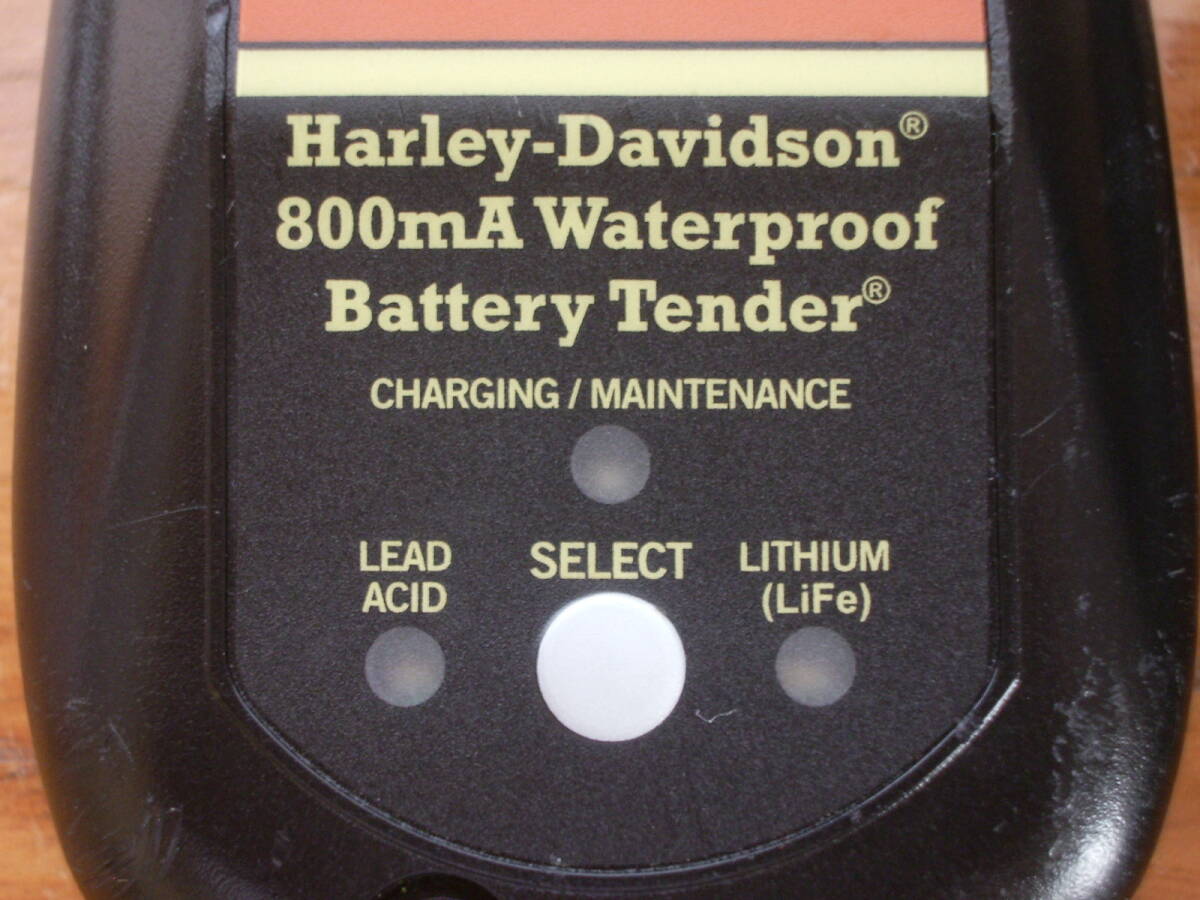 Harley-Davidson®
800mA Waterproof
Battery Tender®
CHARGING / MAINTENANCE
LEAD
ACID
SELECT
LITHIUM
(LiFe)